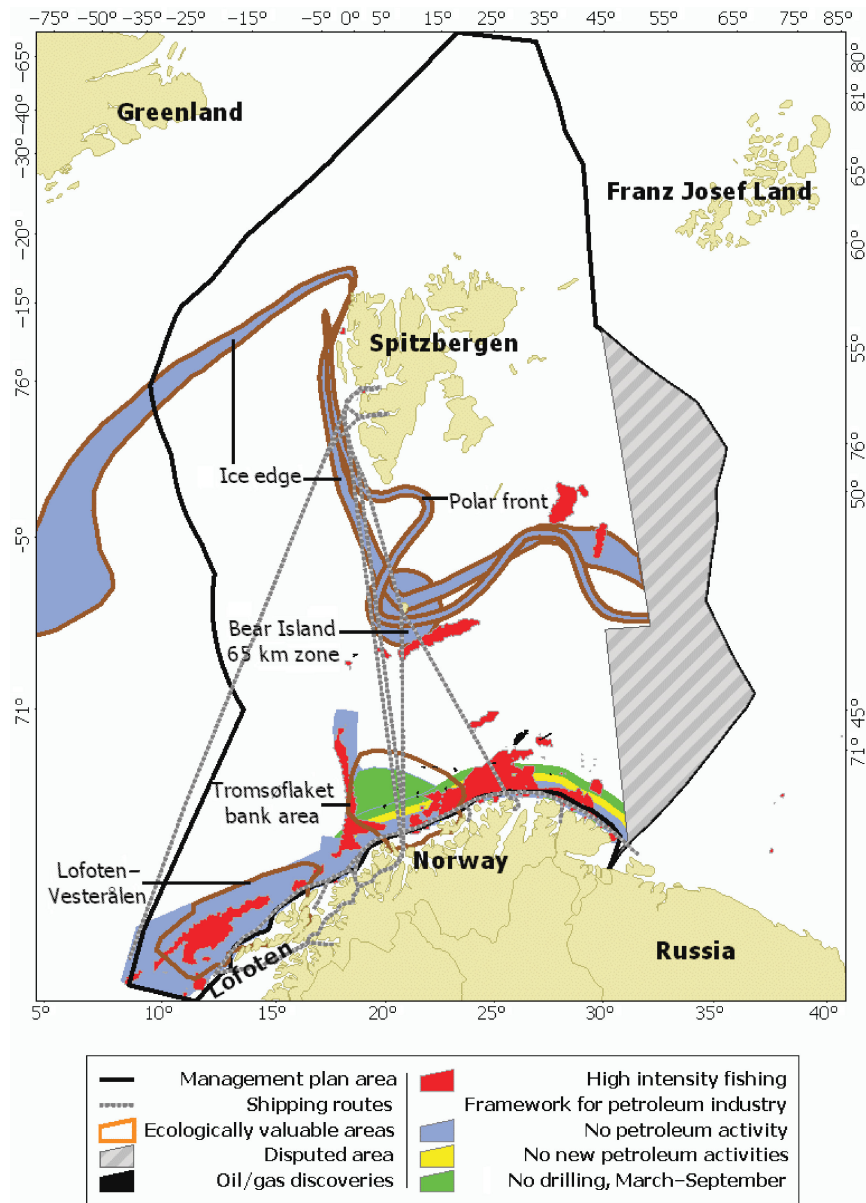 -75° -35° -25° -15° -5° 0° 5° 15° 25° 35° 45° 55° 65° 75° 85°
-65°
-40°
-30°
-20°
-15°
76°
-5°
71°
80°
81°
65°
60°
55°
76°
50°
45°
71°
Greenland
Franz Josef Land
Spitzbergen
Ice edge
Polar front
Bear Island
65 km zone
Tromsøflaket
bank area
Norway
Lofoten-
Vesterålen
Lofoten
Russia
5° 10° 15° 20° 25° 30° 35° 40°
Management plan area
Shipping routes
Ecologically valuable areas
Disputed area
Oil/gas discoveries
High intensity fishing
Framework for petroleum industry
No petroleum activity
No new petroleum activities
No drilling, March-September